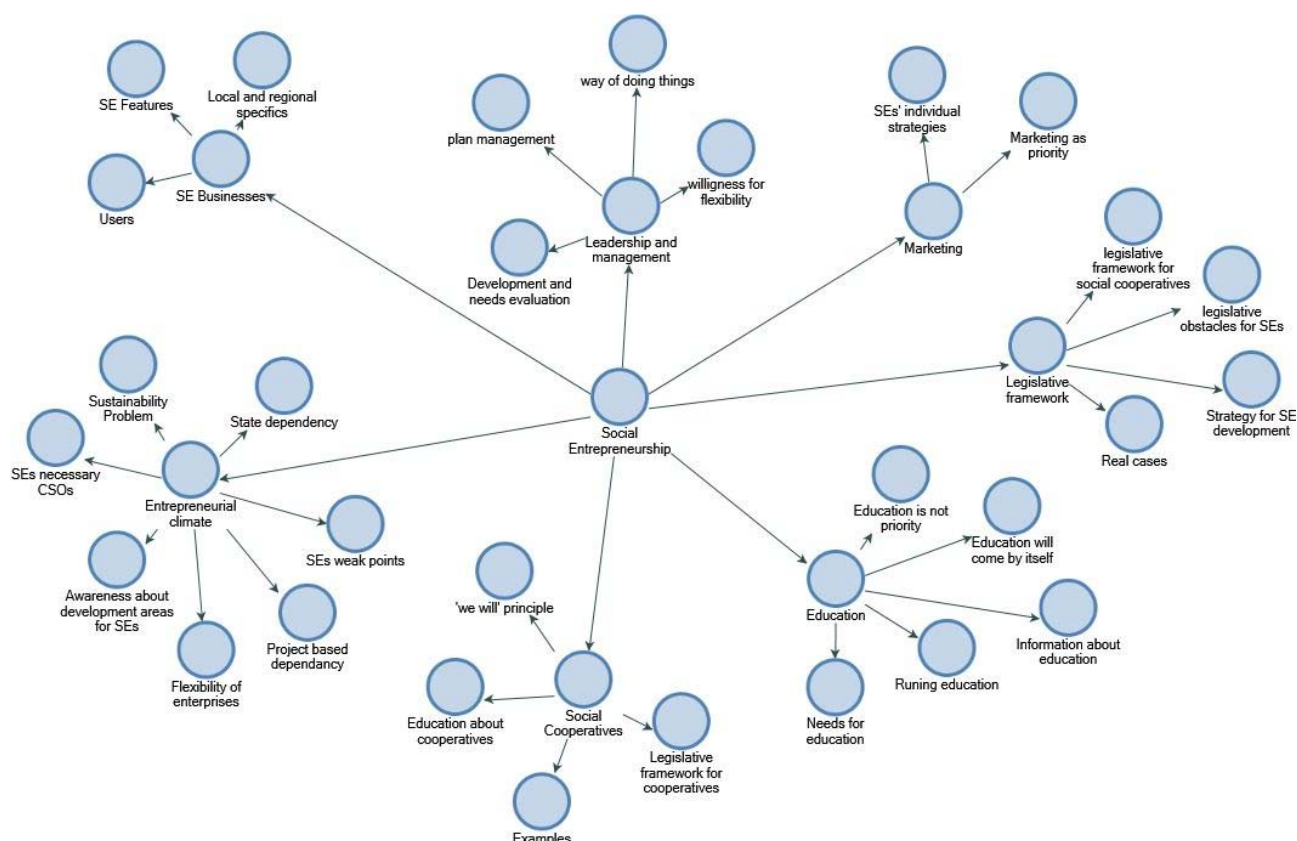 way of doing things
SE Features
Local and regional
specifics
SEs' individual
strategies
Marketing as
priority
plan management
willigness for
flexibility
Users
SE Businesses
Leadership and
management
Marketing
Development and
needs evaluation
legislative
framework for
social cooperatives
legislative
obstacles for SEs
Legislative
framework
Strategy for SE
development
Real cases
Sustainability
Problem
State dependency
Social
Entrepreneurship
SEs necessary
CSOs
Entrepreneurial
climate
SEs weak points
Education is not
priority
Education will
come by itself
Awareness about
development areas
for SEs
'we will' principle
Education
Information about
education
Project based
dependancy
Flexibility of
enterprises
Runing education
Needs for
education
Education about
cooperatives
Social
Cooperatives
Legislative
framework for
cooperatives
Examples